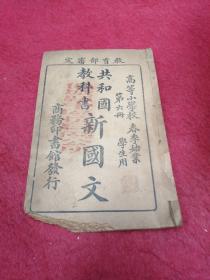 教育部審定
高等小學校 春季始業
第六冊 學生用
共和國
教科書
新國文
商務印書館發行